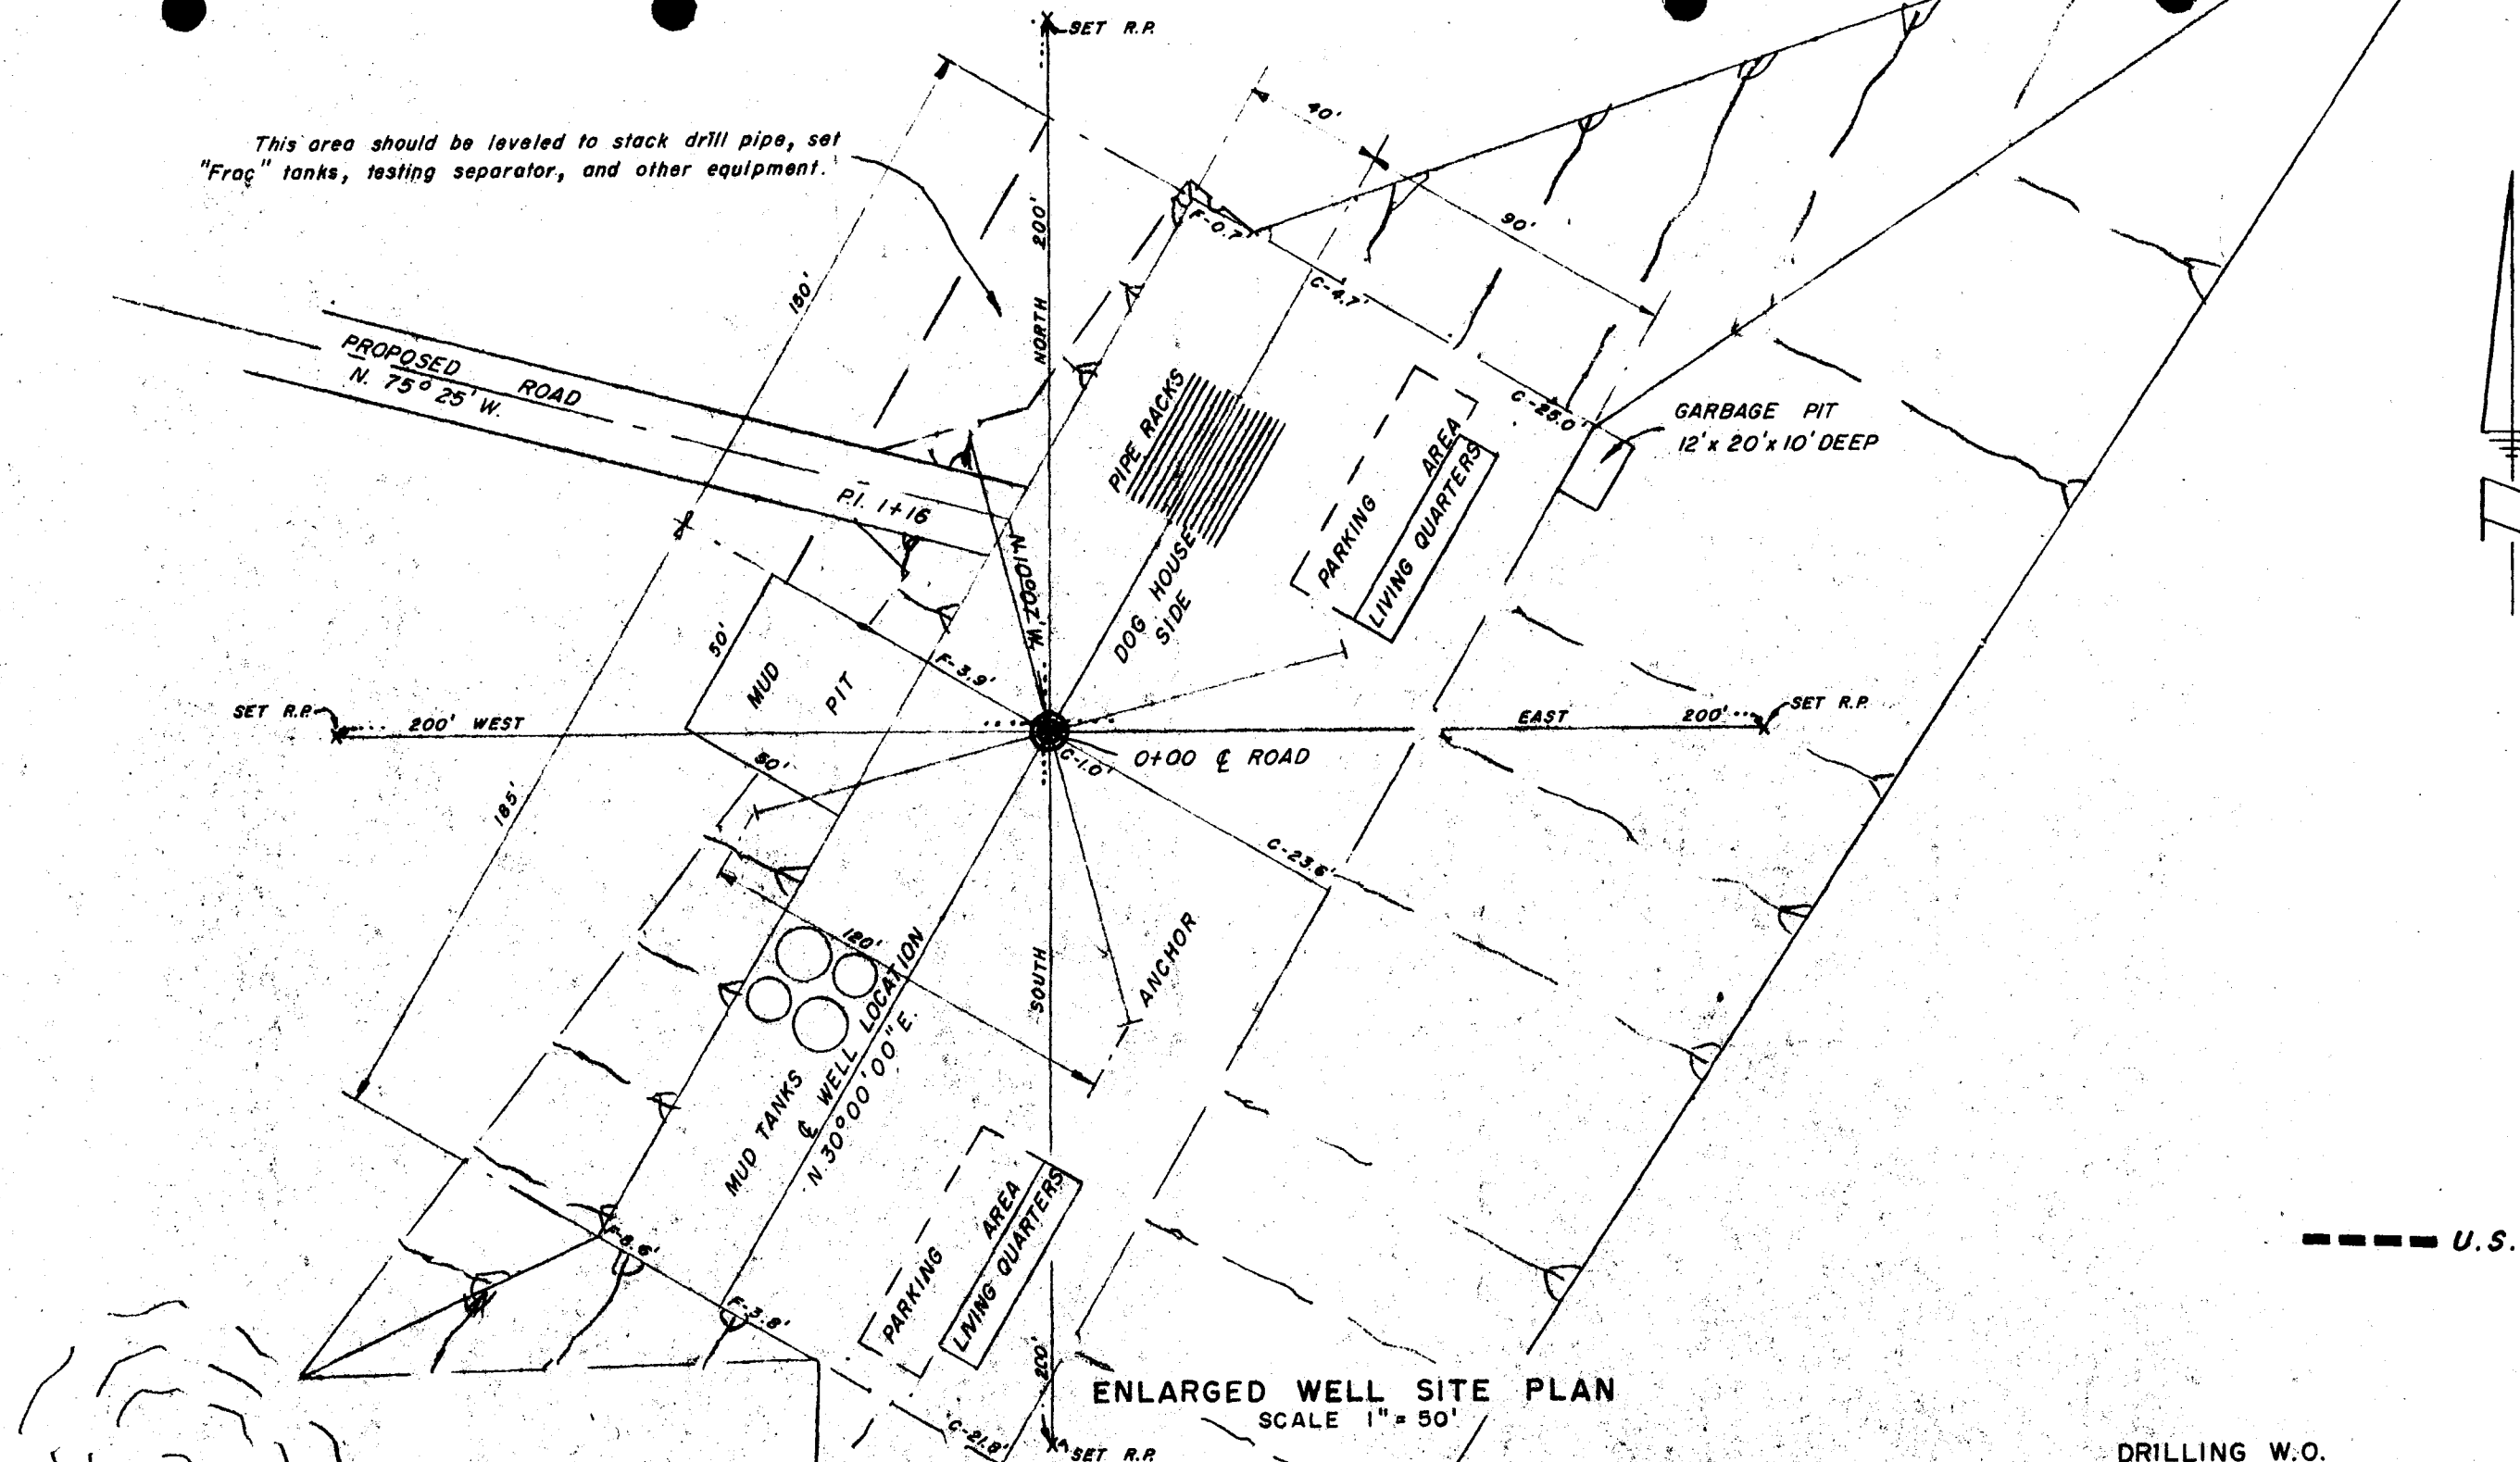 SET R.P.
This area should be leveled to stack drill pipe, set
"Frac" tanks, testing separator, and other equipment.
40'
90'
150'
NORTH 200'
F-0.7'
C-4.7'
C-25.0'
PROPOSED ROAD
N. 75° 25' W.
P.I. 1+16
PIPE RACKS
PARKING AREA
LIVING QUARTERS
GARBAGE PIT
12' x 20' x 10' DEEP
DOG HOUSE
SIDE
50'
MUD PIT
F-3.9'
SET R.P.
200' WEST
EAST 200'
SET R.P.
50'
C-1.0'
0+00 ℄ ROAD
185'
C-23.6'
120'
SOUTH 200'
ANCHOR
MUD TANKS
℄ WELL LOCATION
N. 30° 00' 00" E.
PARKING AREA
LIVING QUARTERS
F-3.8'
C-21.8'
U.S.
ENLARGED WELL SITE PLAN
SCALE 1" = 50'
SET R.P.
DRILLING W.O.